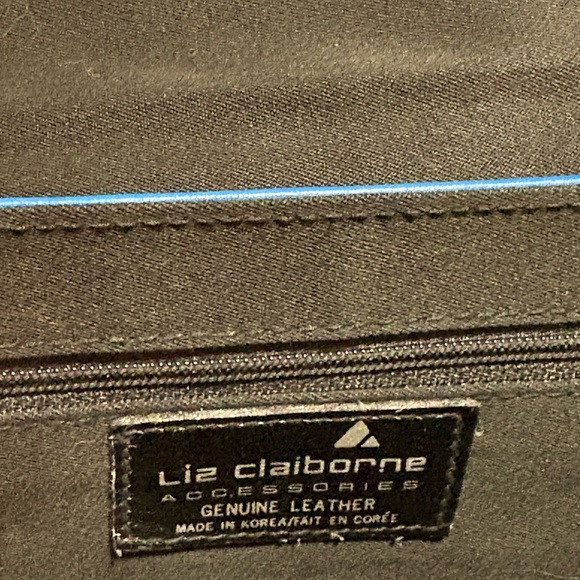 Liz claiborne
ACCESSORIES
GENUINE LEATHER
MADE IN KOREA/FAIT EN CORÉE